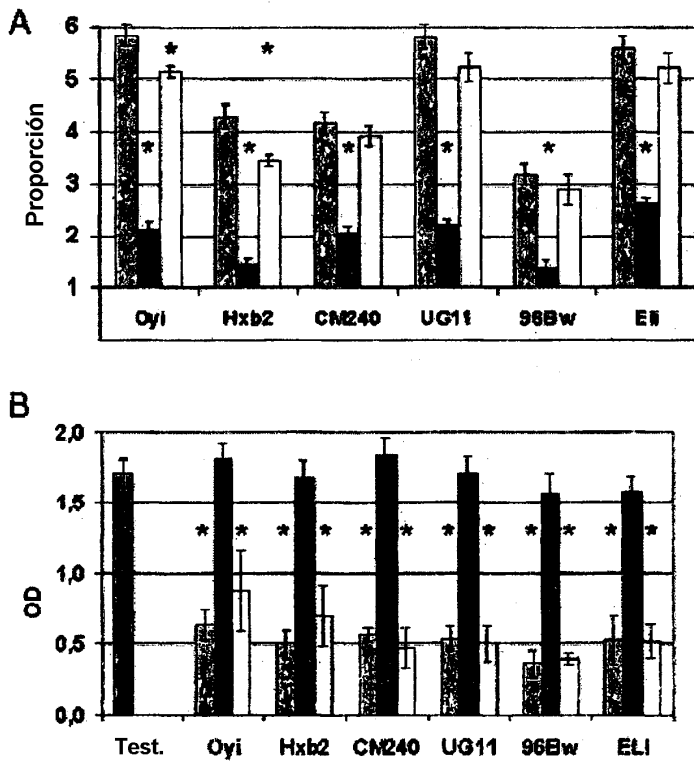 A
Proporción
6
5
4
3
2
1
* * * * * * * *
Oyi Hxb2 CM240 UG11 96Bw Eli
B
OD
2,0
1,5
1,0
0,5
0,0
* * * * * * * * * * * *
Test. Oyi Hxb2 CM240 UG11 96Bw ELI